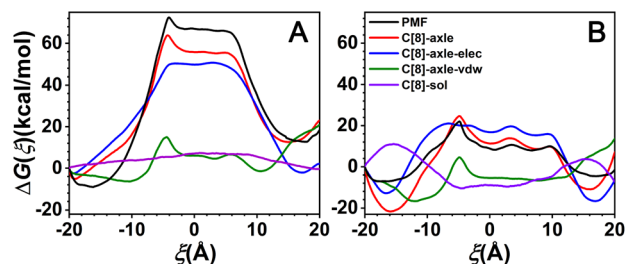 A
B
PMF
C[8]-axle
C[8]-axle-elec
C[8]-axle-vdw
C[8]-sol
ΔG(ξ)(kcal/mol)
60
40
20
0
-20
60
40
20
0
-20
-20 -10 0 10 20
-20 -10 0 10 20
ξ(Å)
ξ(Å)